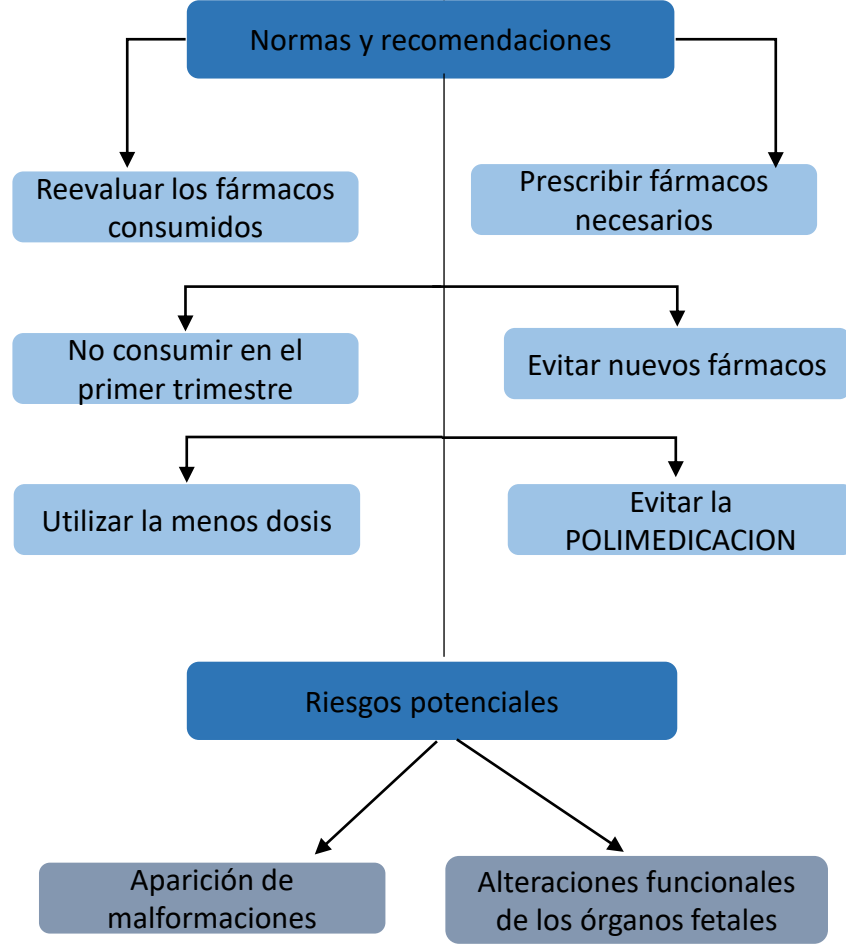 Normas y recomendaciones
Reevaluar los fármacos
consumidos
Prescribir fármacos
necesarios
No consumir en el
primer trimestre
Evitar nuevos fármacos
Utilizar la menos dosis
Evitar la
POLIMEDICACION
Riesgos potenciales
Aparición de
malformaciones
Alteraciones funcionales
de los órganos fetales